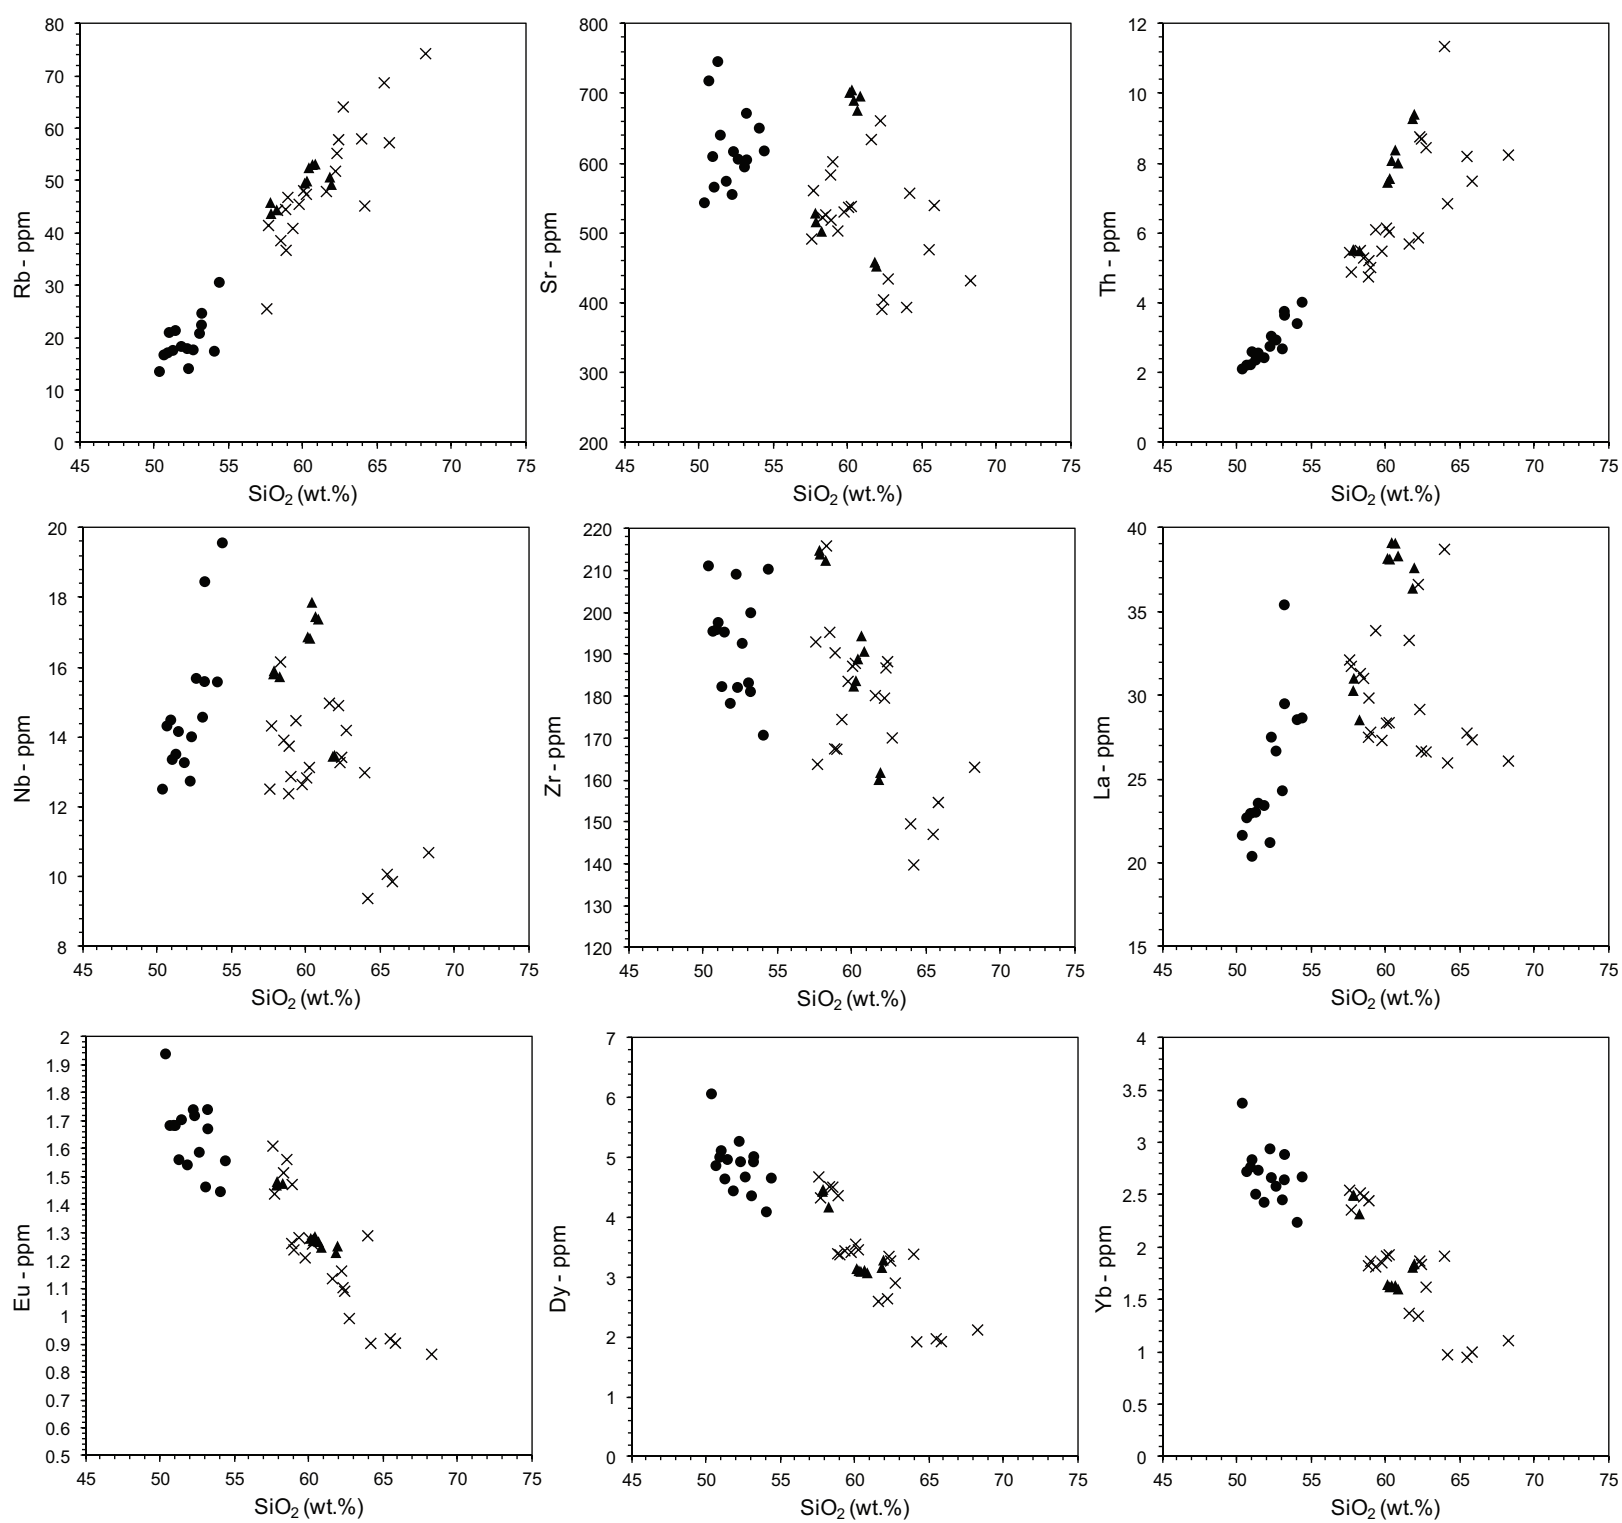 80
70
60
50
40
30
20
10
0
Rb - ppm
45 50 55 60 65 70 75
SiO2 (wt.%)
800
700
600
500
400
300
200
Sr - ppm
45 50 55 60 65 70 75
SiO2 (wt.%)
12
10
8
6
4
2
0
Th - ppm
45 50 55 60 65 70 75
SiO2 (wt.%)
20
18
16
14
12
10
8
Nb - ppm
45 50 55 60 65 70 75
SiO2 (wt.%)
220
210
200
190
180
170
160
150
140
130
120
Zr - ppm
45 50 55 60 65 70 75
SiO2 (wt.%)
40
35
30
25
20
15
La - ppm
45 50 55 60 65 70 75
SiO2 (wt.%)
2
1.9
1.8
1.7
1.6
1.5
1.4
1.3
1.2
1.1
1
0.9
0.8
0.7
0.6
0.5
Eu - ppm
45 50 55 60 65 70 75
SiO2 (wt.%)
7
6
5
4
3
2
1
0
Dy - ppm
45 50 55 60 65 70 75
SiO2 (wt.%)
4
3.5
3
2.5
2
1.5
1
0.5
0
Yb - ppm
45 50 55 60 65 70 75
SiO2 (wt.%)